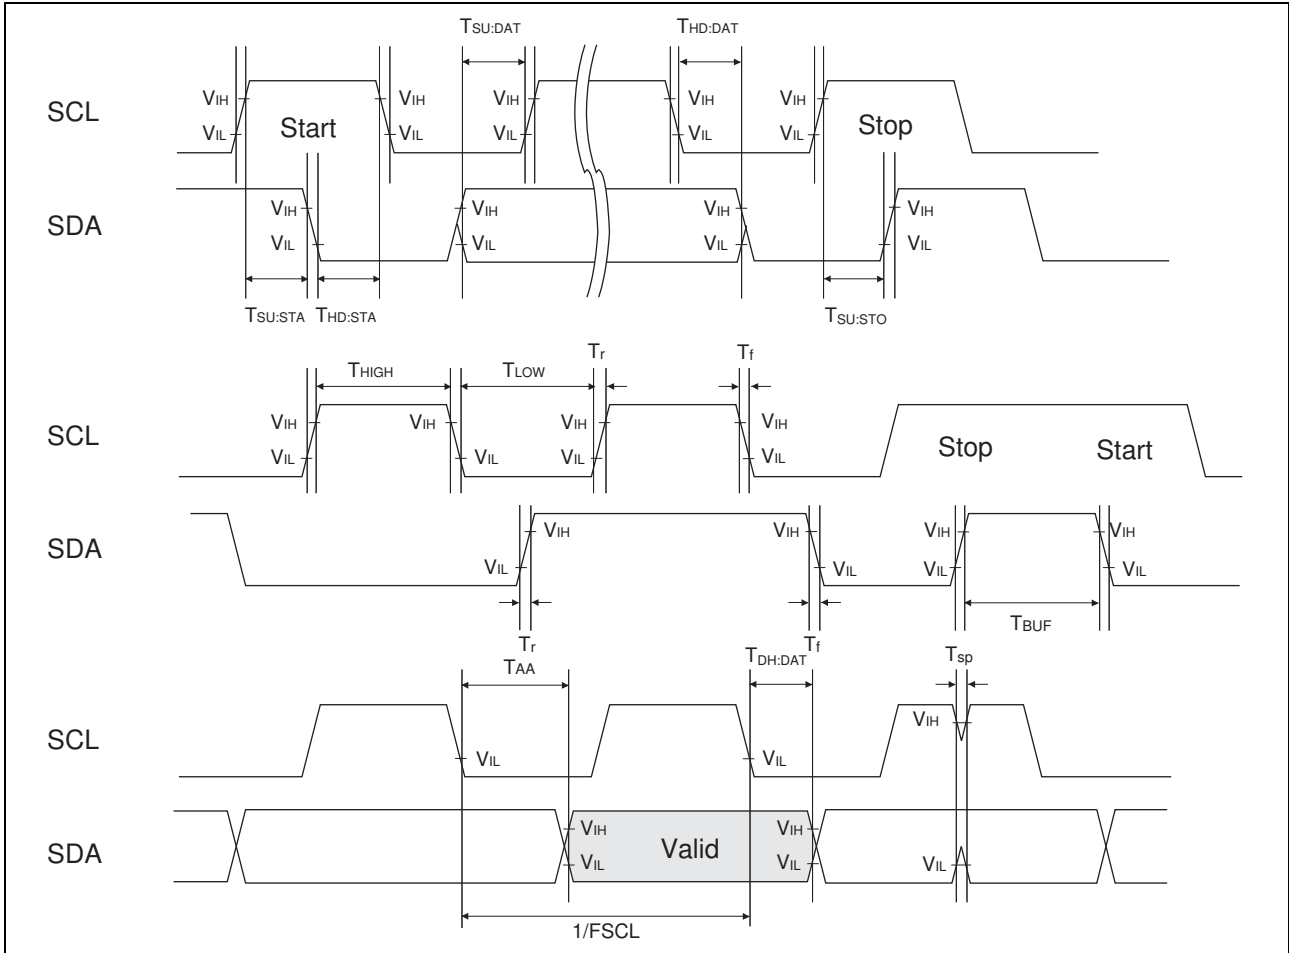 TSU:DAT THD:DAT
SCL VIH VIH VIH VIH VIH
Start Stop
VIL VIL VIL VIL VIL
SDA VIH VIH VIH VIH
VIL VIL VIL VIL
TSU:STA THD:STA TSU:STO
Tr Tf
THIGH TLOW
SCL VIH VIH VIH VIH
Stop Start
VIL VIL VIL VIL
SDA VIH VIH VIH VIH
VIL VIL VIL VIL
TBUF
Tr Tf
TAA TDH:DAT Tsp
SCL VIH
VIL VIL
SDA VIH Valid VIH
VIL VIL VIL
1/FSCL